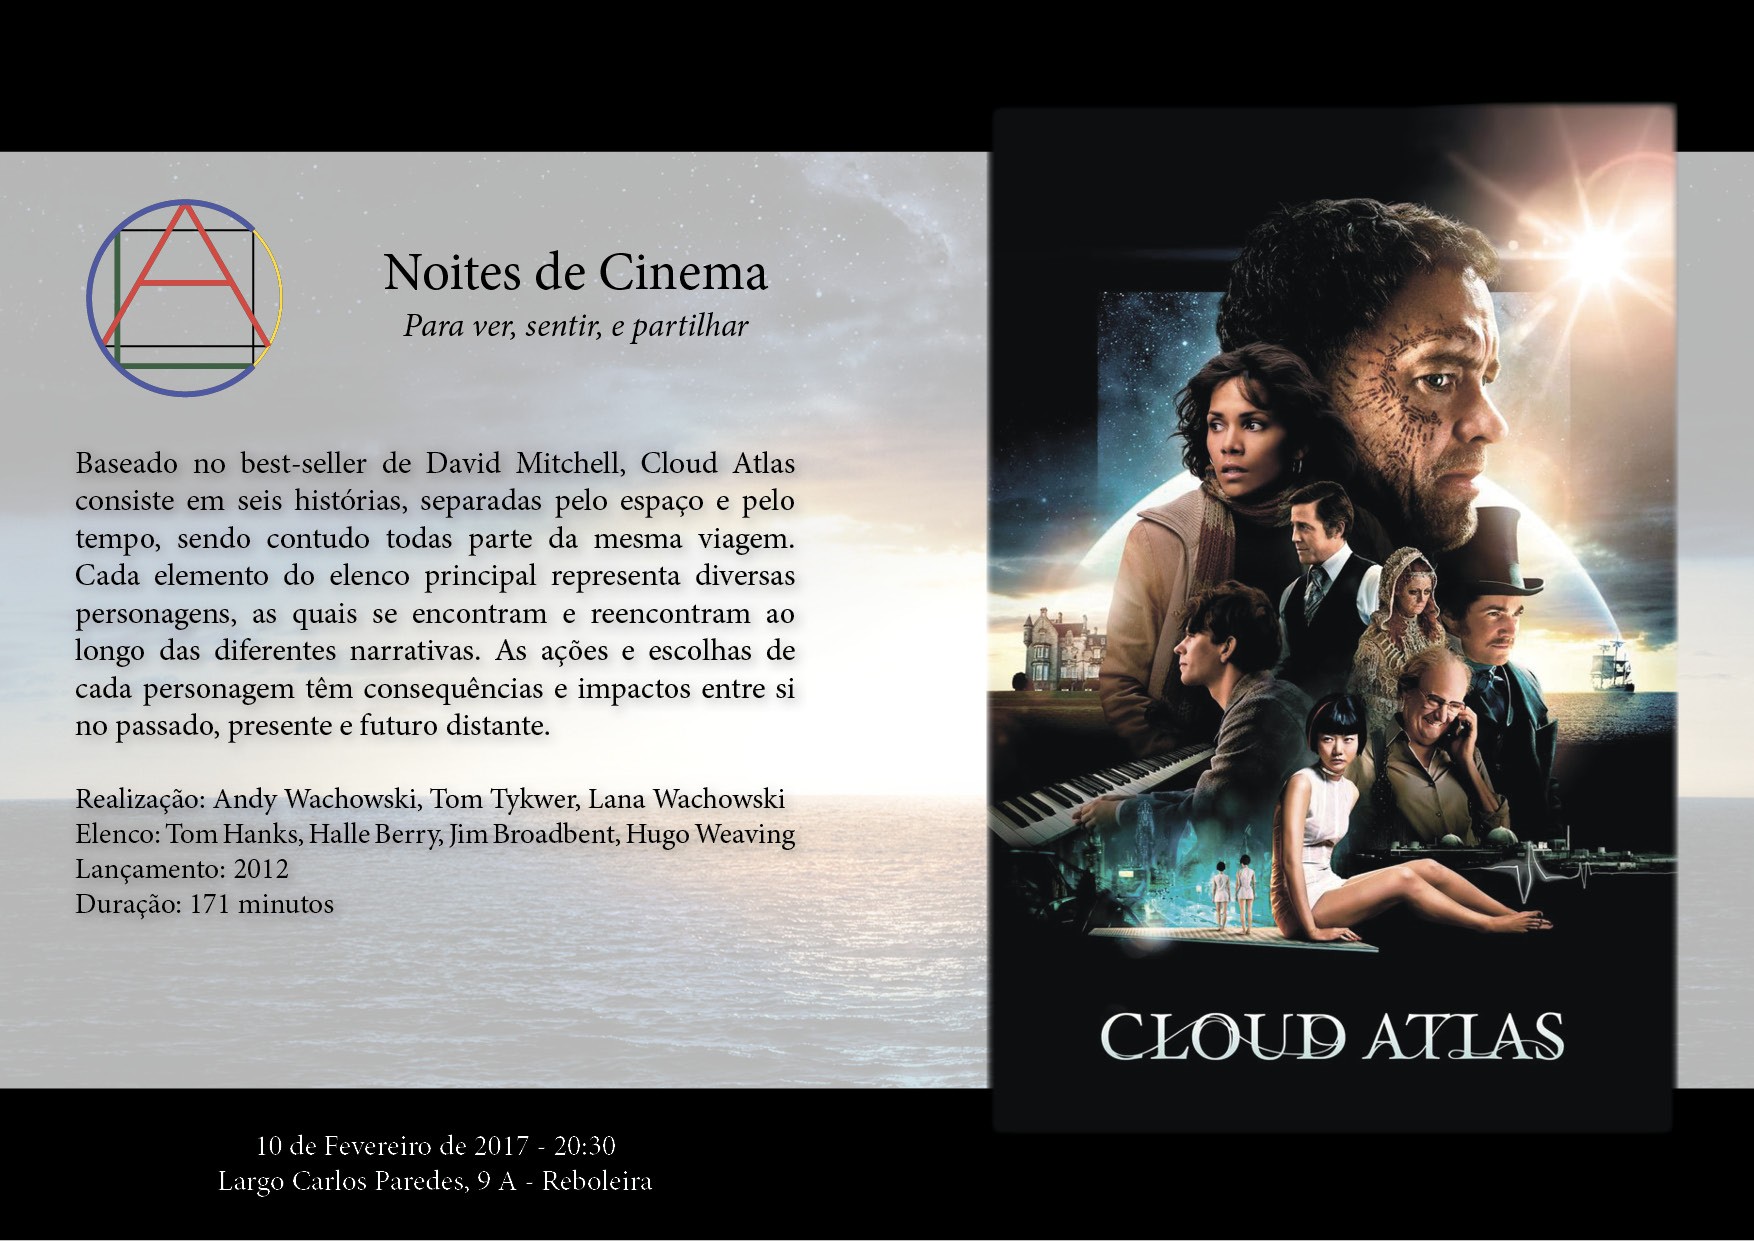 Noites de Cinema
Para ver, sentir, e partilhar
Baseado no best-seller de David Mitchell, Cloud Atlas
consiste em seis histórias, separadas pelo espaço e pelo
tempo, sendo contudo todas parte da mesma viagem.
Cada elemento do elenco principal representa diversas
personagens, as quais se encontram e reencontram ao
longo das diferentes narrativas. As ações e escolhas de
cada personagem têm consequências e impactos entre si
no passado, presente e futuro distante.
Realização: Andy Wachowski, Tom Tykwer, Lana Wachowski
Elenco: Tom Hanks, Halle Berry, Jim Broadbent, Hugo Weaving
Lançamento: 2012
Duração: 171 minutos
10 de Fevereiro de 2017 - 20:30
Largo Carlos Paredes, 9 A - Reboleira
CLOUD ATLAS